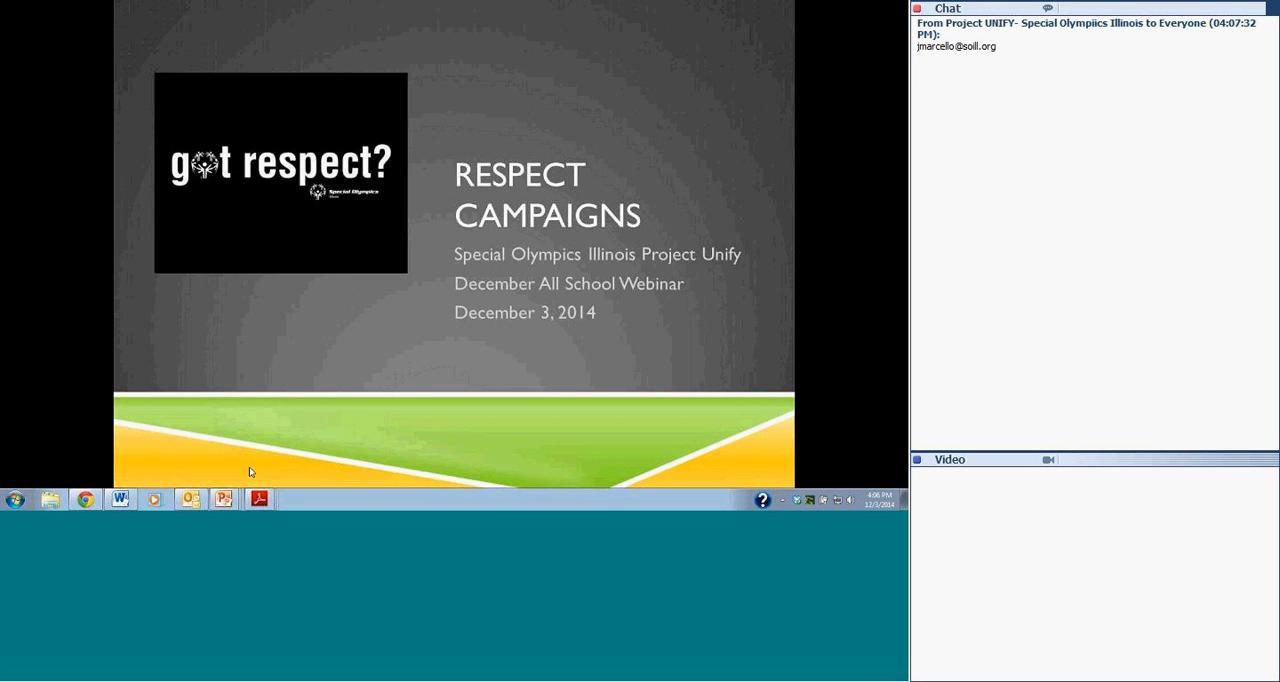 got respect?
Special Olympics
Illinois
RESPECT
CAMPAIGNS
Special Olympics Illinois Project Unify
December All School Webinar
December 3, 2014
4:06 PM
12/3/2014
Chat
From Project UNIFY- Special Olympiics Illinois to Everyone (04:07:32
PM):
jmarcello@soill.org
Video